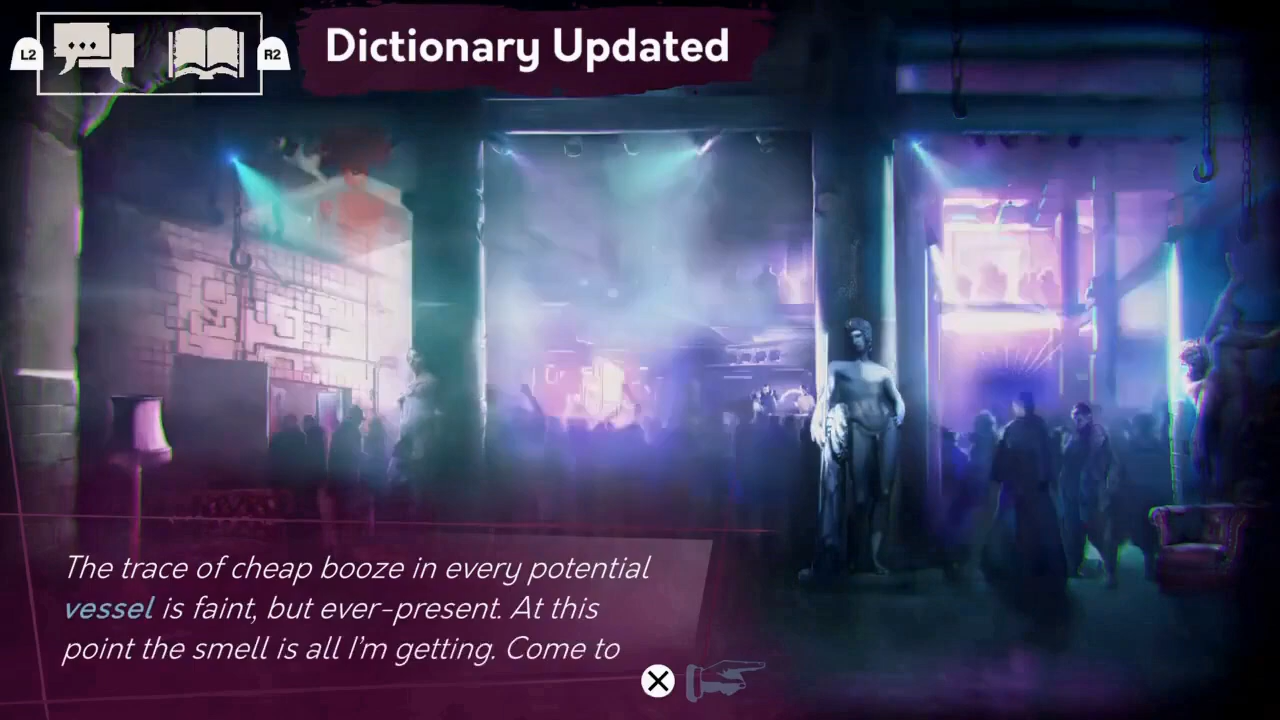 L2
R2
Dictionary Updated
The trace of cheap booze in every potential
vessel is faint, but ever-present. At this
point the smell is all I'm getting. Come to